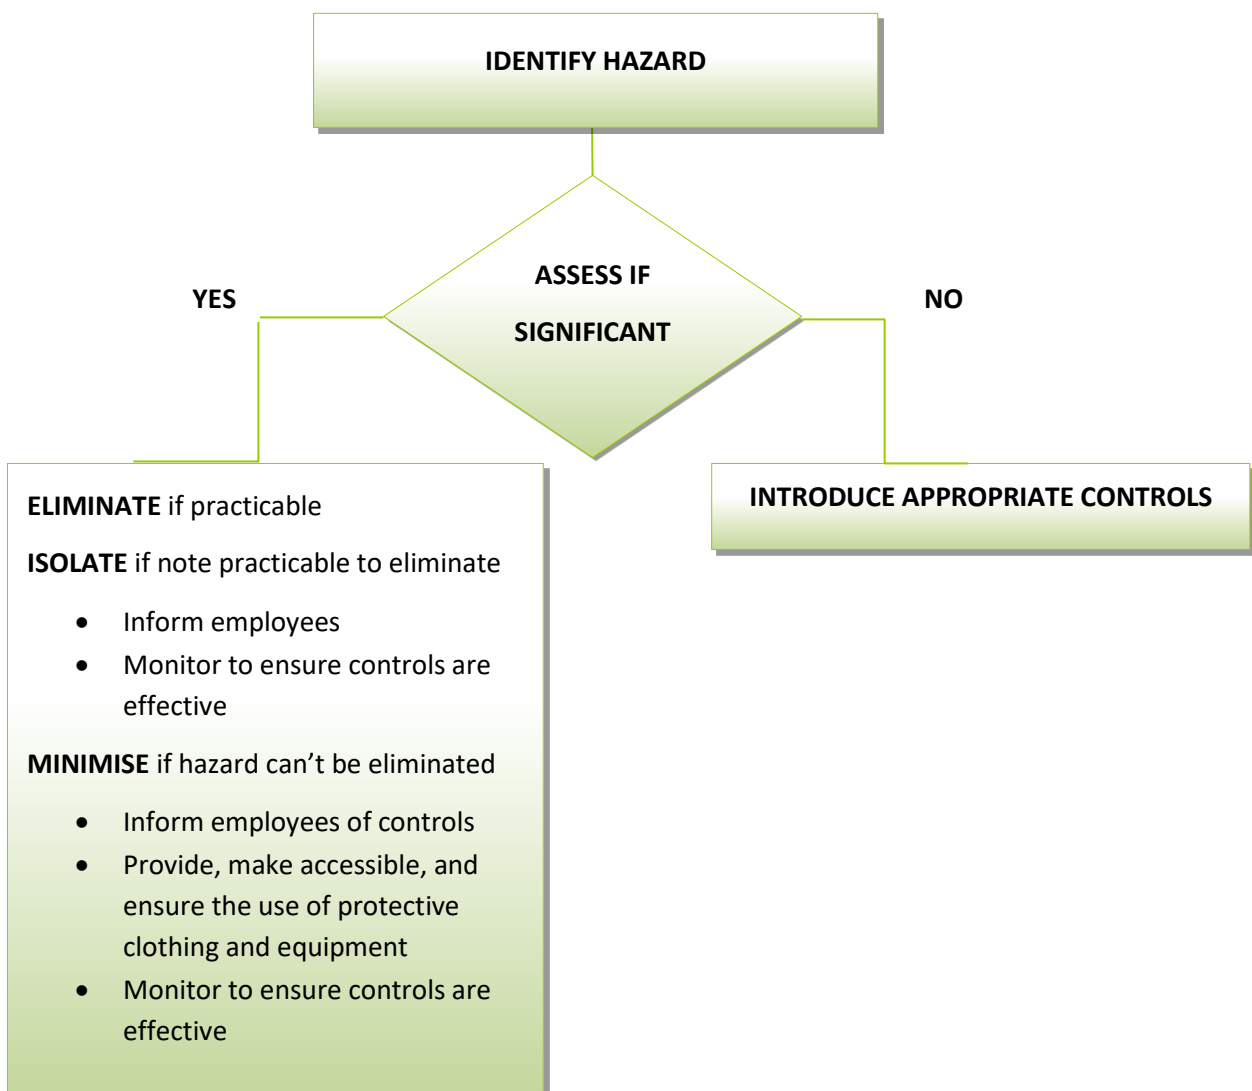 IDENTIFY HAZARD
ASSESS IF
SIGNIFICANT
YES
NO
ELIMINATE if practicable
ISOLATE if note practicable to eliminate
• Inform employees
• Monitor to ensure controls are
effective
MINIMISE if hazard can’t be eliminated
• Inform employees of controls
• Provide, make accessible, and
ensure the use of protective
clothing and equipment
• Monitor to ensure controls are
effective
INTRODUCE APPROPRIATE CONTROLS